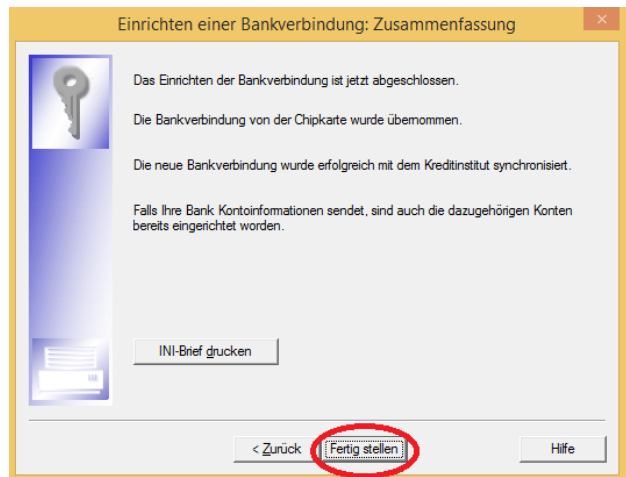 Einrichten einer Bankverbindung: Zusammenfassung
Das Einrichten der Bankverbindung ist jetzt abgeschlossen.
Die Bankverbindung von der Chipkarte wurde übernommen.
Die neue Bankverbindung wurde erfolgreich mit dem Kreditinstitut synchronisiert.
Falls Ihre Bank Kontoinformationen sendet, sind auch die dazugehörigen Konten
bereits eingerichtet worden.
INI-Brief drucken
< Zurück Fertig stellen Hilfe